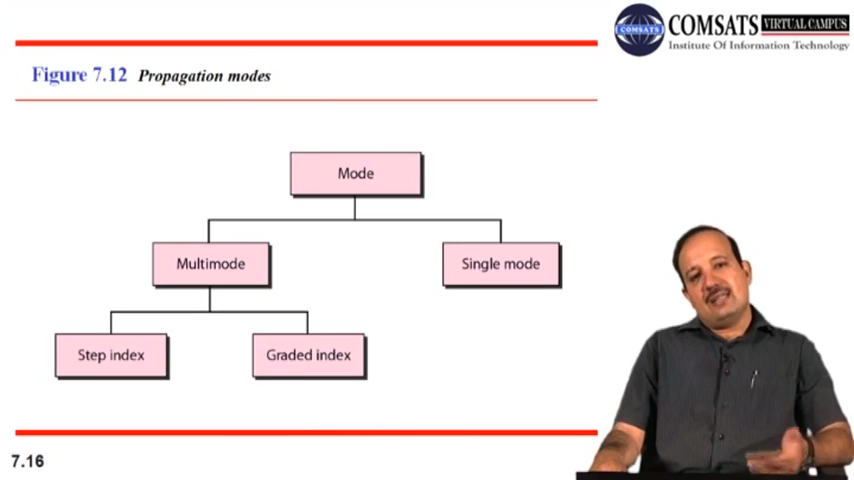 COMSATS
COMSATS VIRTUAL CAMPUS
Institute Of Information Technology
Figure 7.12 Propagation modes
Mode
Multimode
Single mode
Step index
Graded index
7.16